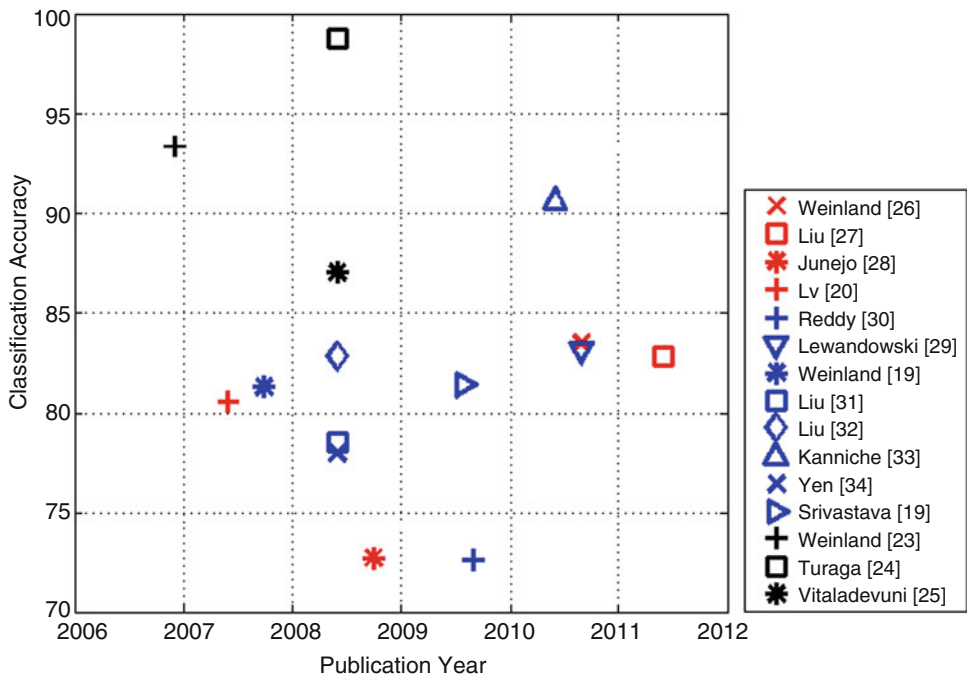 100
95
90
85
80
75
70
Classification Accuracy
2006 2007 2008 2009 2010 2011 2012
Publication Year
Weinland [26]
Liu [27]
Junejo [28]
Lv [20]
Reddy [30]
Lewandowski [29]
Weinland [19]
Liu [31]
Liu [32]
Kanniche [33]
Yen [34]
Srivastava [19]
Weinland [23]
Turaga [24]
Vitaladevuni [25]